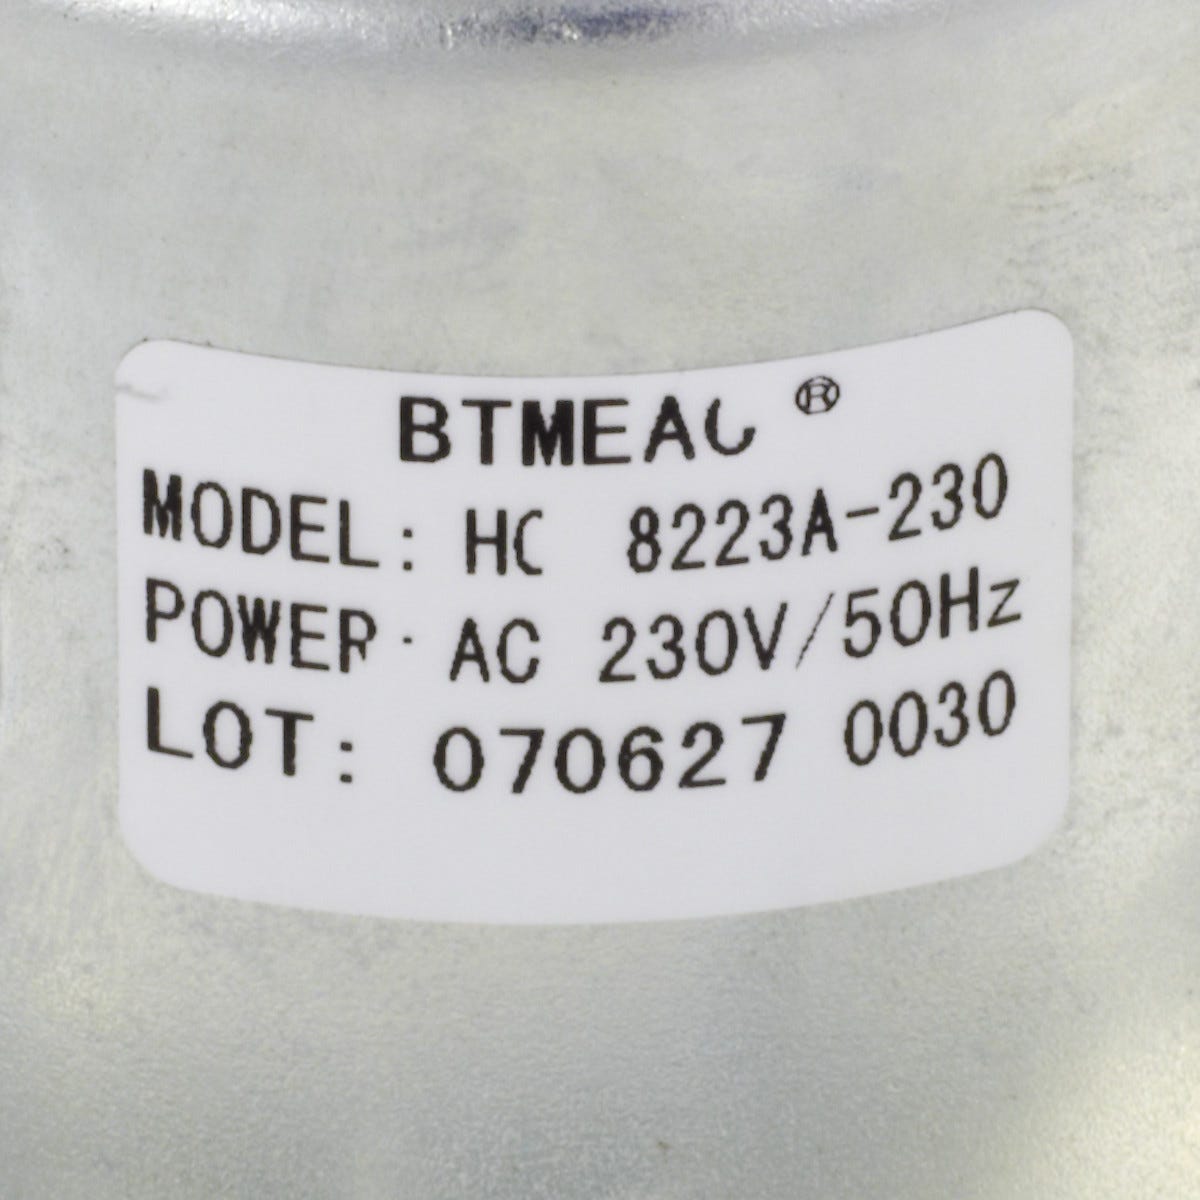 BTMEAC ®
MODEL: HC 8223A-230
POWER: AC 230V/50Hz
LOT: 070627 0030